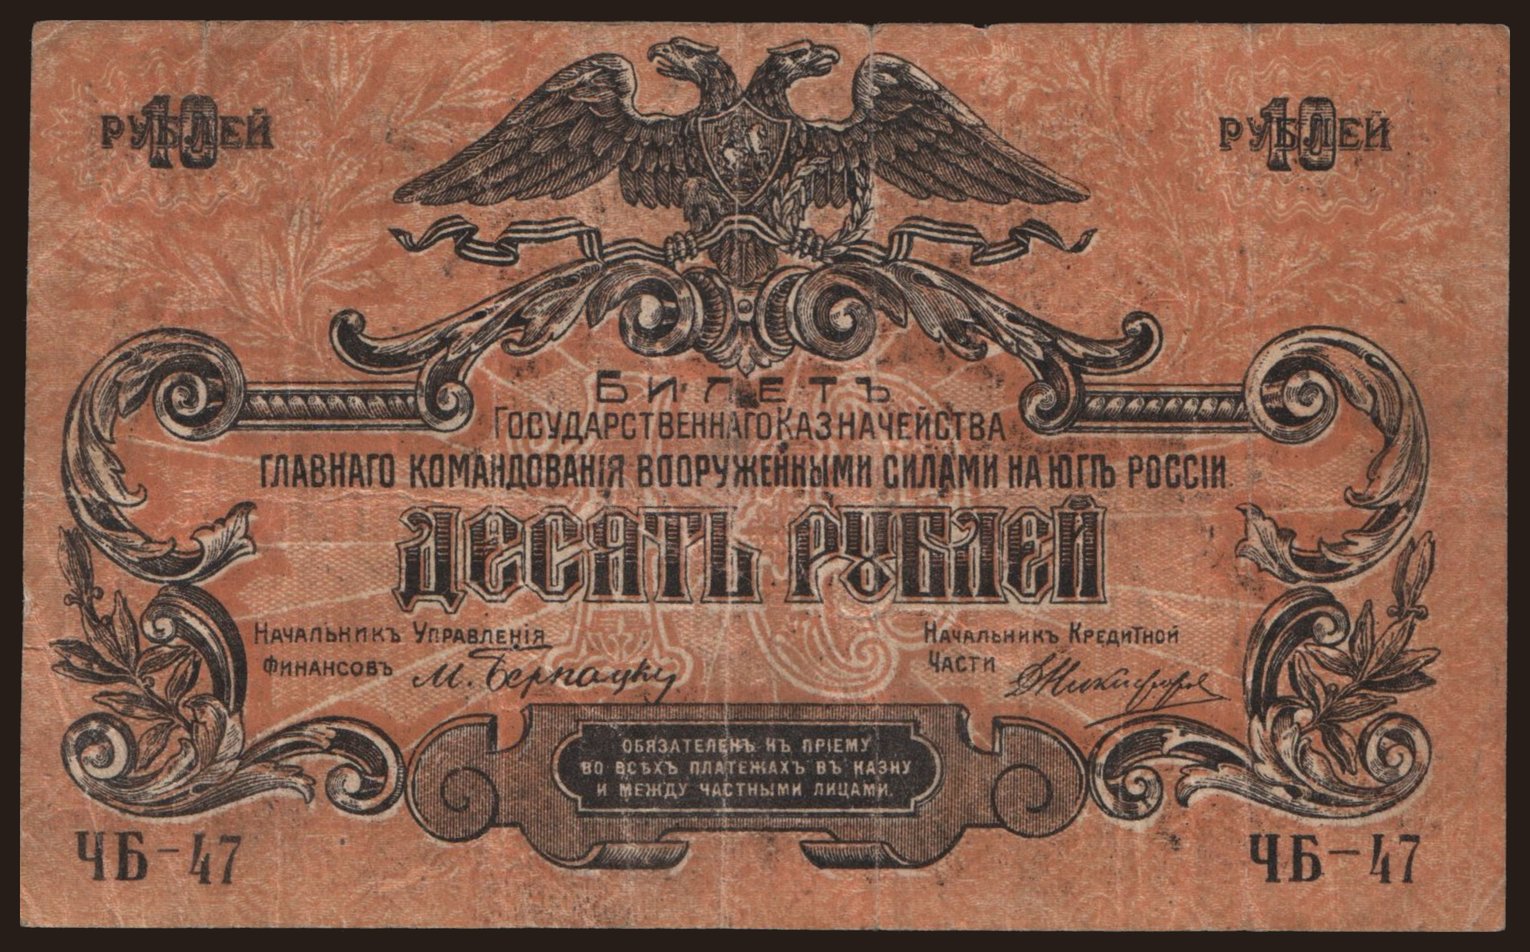 10 РУБЛЕЙ
10 РУБЛЕЙ
БИЛЕТЪ
ГОСУДАРСТВЕННАГО КАЗНАЧЕЙСТВА
ГЛАВНАГО КОМАНДОВАНІЯ ВООРУЖЕННЫМИ СИЛАМИ НА ЮГѢ РОССІИ
ДЕСЯТЬ РУБЛЕЙ
НАЧАЛЬНИКЪ УПРАВЛЕНІЯ
ФИНАНСОВЪ М. Бернацкий
НАЧАЛЬНИКЪ КРЕДИТНОЙ
ЧАСТИ
ОБЯЗАТЕЛЕНЪ КЪ ПРІЕМУ
ВО ВСѢХЪ ПЛАТЕЖАХЪ ВЪ КАЗНУ
И МЕЖДУ ЧАСТНЫМИ ЛИЦАМИ.
ЧБ-47
ЧБ-47